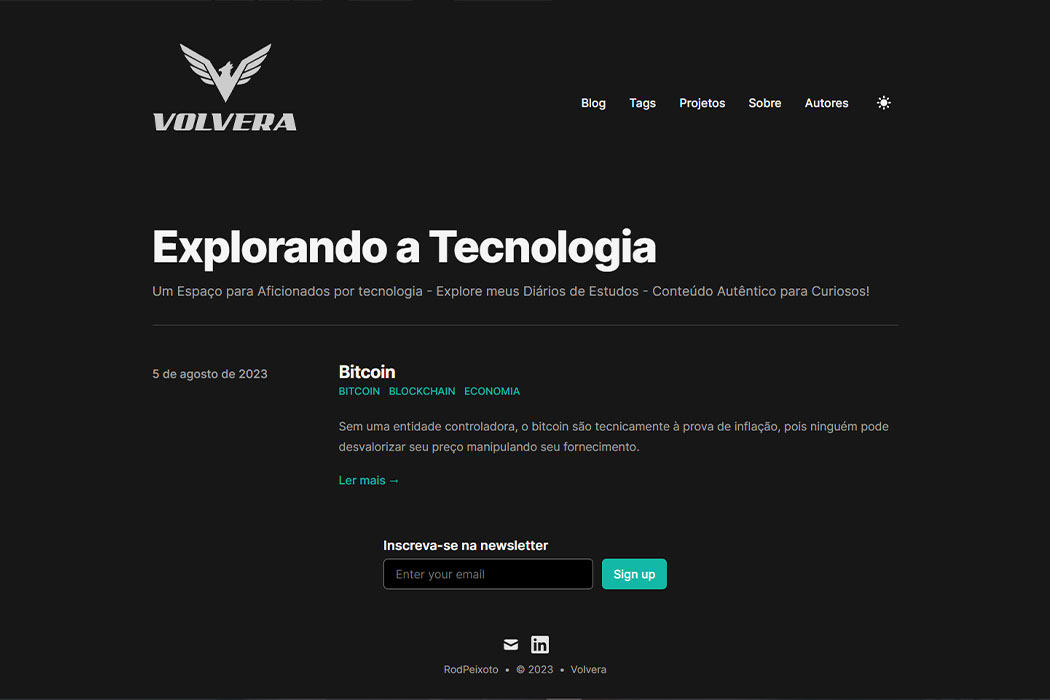 VOLVERA
Blog Tags Projetos Sobre Autores
Explorando a Tecnologia
Um Espaço para Aficionados por tecnologia - Explore meus Diários de Estudos - Conteúdo Autêntico para Curiosos!
5 de agosto de 2023
Bitcoin
BITCOIN BLOCKCHAIN ECONOMIA
Sem uma entidade controladora, o bitcoin são tecnicamente à prova de inflação, pois ninguém pode
desvalorizar seu preço manipulando seu fornecimento.
Ler mais →
Inscreva-se na newsletter
Enter your email Sign up
in
RodPeixoto • © 2023 • Volvera